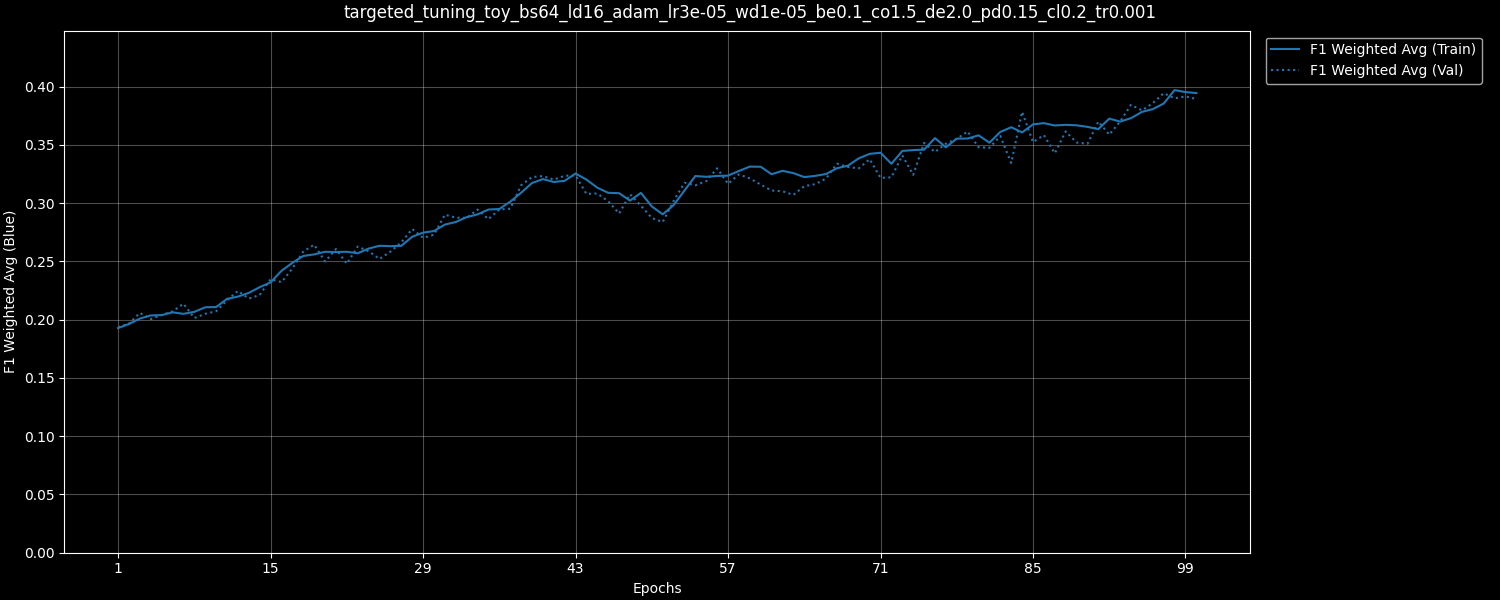 targeted_tuning_toy_bs64_ld16_adam_lr3e-05_wd1e-05_be0.1_co1.5_de2.0_pd0.15_cl0.2_tr0.001
F1 Weighted Avg (Train)
F1 Weighted Avg (Val)
F1 Weighted Avg (Blue)
0.40
0.35
0.30
0.25
0.20
0.15
0.10
0.05
0.00
1 15 29 43 57 71 85 99
Epochs